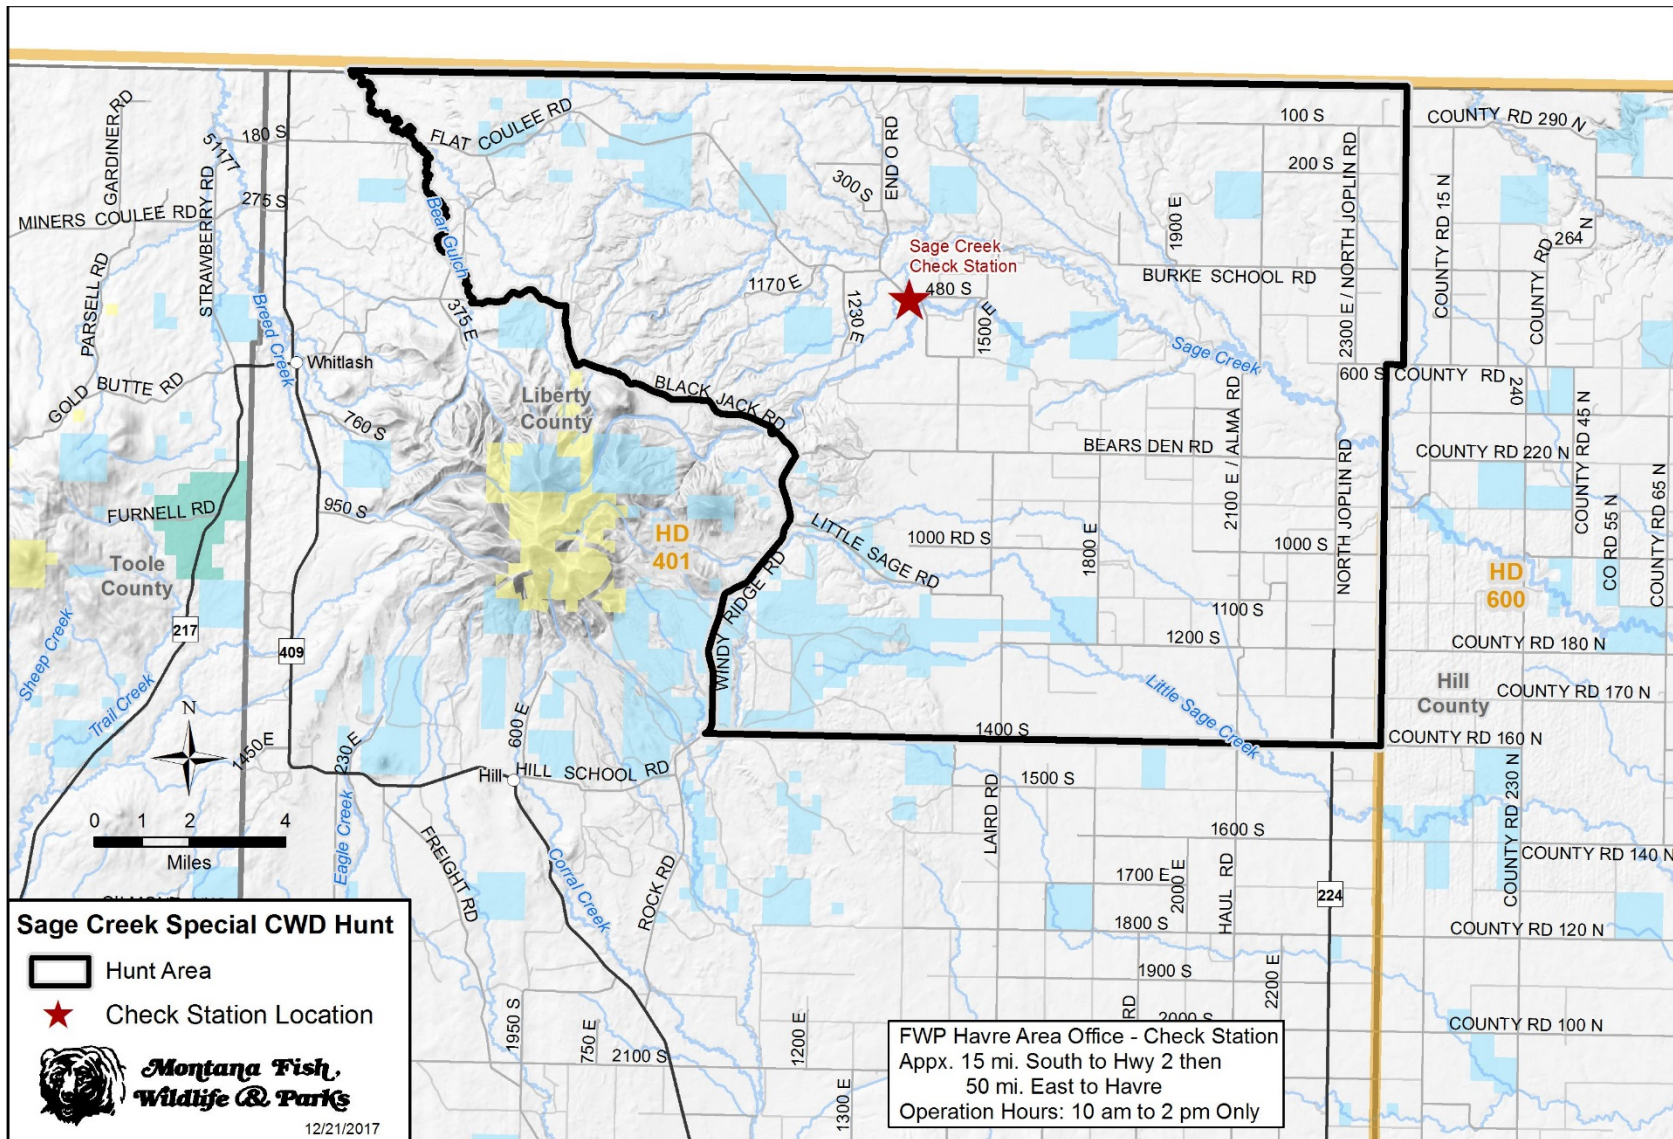 GARDINER RD
51177
180 S
FLAT COULEE RD
END O RD
100 S
COUNTY RD 290 N
200 S
300 S
STRAWBERRY RD
275 S
MINERS COULEE RD
Bear Gulch
1900 E
2300 E / NORTH JOPLIN RD
COUNTY RD 15 N
COUNTY RD
264 N
PARSELL RD
Sage Creek
Check Station
480 S
BURKE SCHOOL RD
1170 E
1230 E
1500 E
375 E
Breed Creek
Whitlash
Sage Creek
600 S
COUNTY RD
240
GOLD BUTTE RD
Liberty
County
BLACK JACK RD
760 S
BEARS DEN RD
2100 E / ALMA RD
NORTH JOPLIN RD
COUNTY RD 220 N
COUNTY RD 45 N
COUNTY RD 65 N
CO RD 55 N
950 S
FURNELL RD
HD
401
LITTLE SAGE RD
1000 RD S
1800 E
1000 S
Toole
County
HD
600
WINDY RIDGE RD
1100 S
1200 S
COUNTY RD 180 N
217
409
Sheep Creek
Trail Creek
Little Sage Creek
Hill
County
COUNTY RD 170 N
N
1450 E
230 E
600 E
1400 S
COUNTY RD 160 N
Hill
HILL SCHOOL RD
1500 S
LAIRD RD
COUNTY RD 230 N
0 1 2 4
Miles
Eagle Creek
FREIGHT RD
Corral Creek
ROCK RD
1600 S
COUNTY RD 140 N
1700 E
2000 E
HAUL RD
224
1800 S
COUNTY RD 120 N
1900 S
2200 E
RD
2000 S
COUNTY RD 100 N
1950 S
750 E
2100 S
1200 E
1300 E
Sage Creek Special CWD Hunt
Hunt Area
Check Station Location
Montana Fish,
Wildlife & Parks
12/21/2017
FWP Havre Area Office - Check Station
Appx. 15 mi. South to Hwy 2 then
50 mi. East to Havre
Operation Hours: 10 am to 2 pm Only